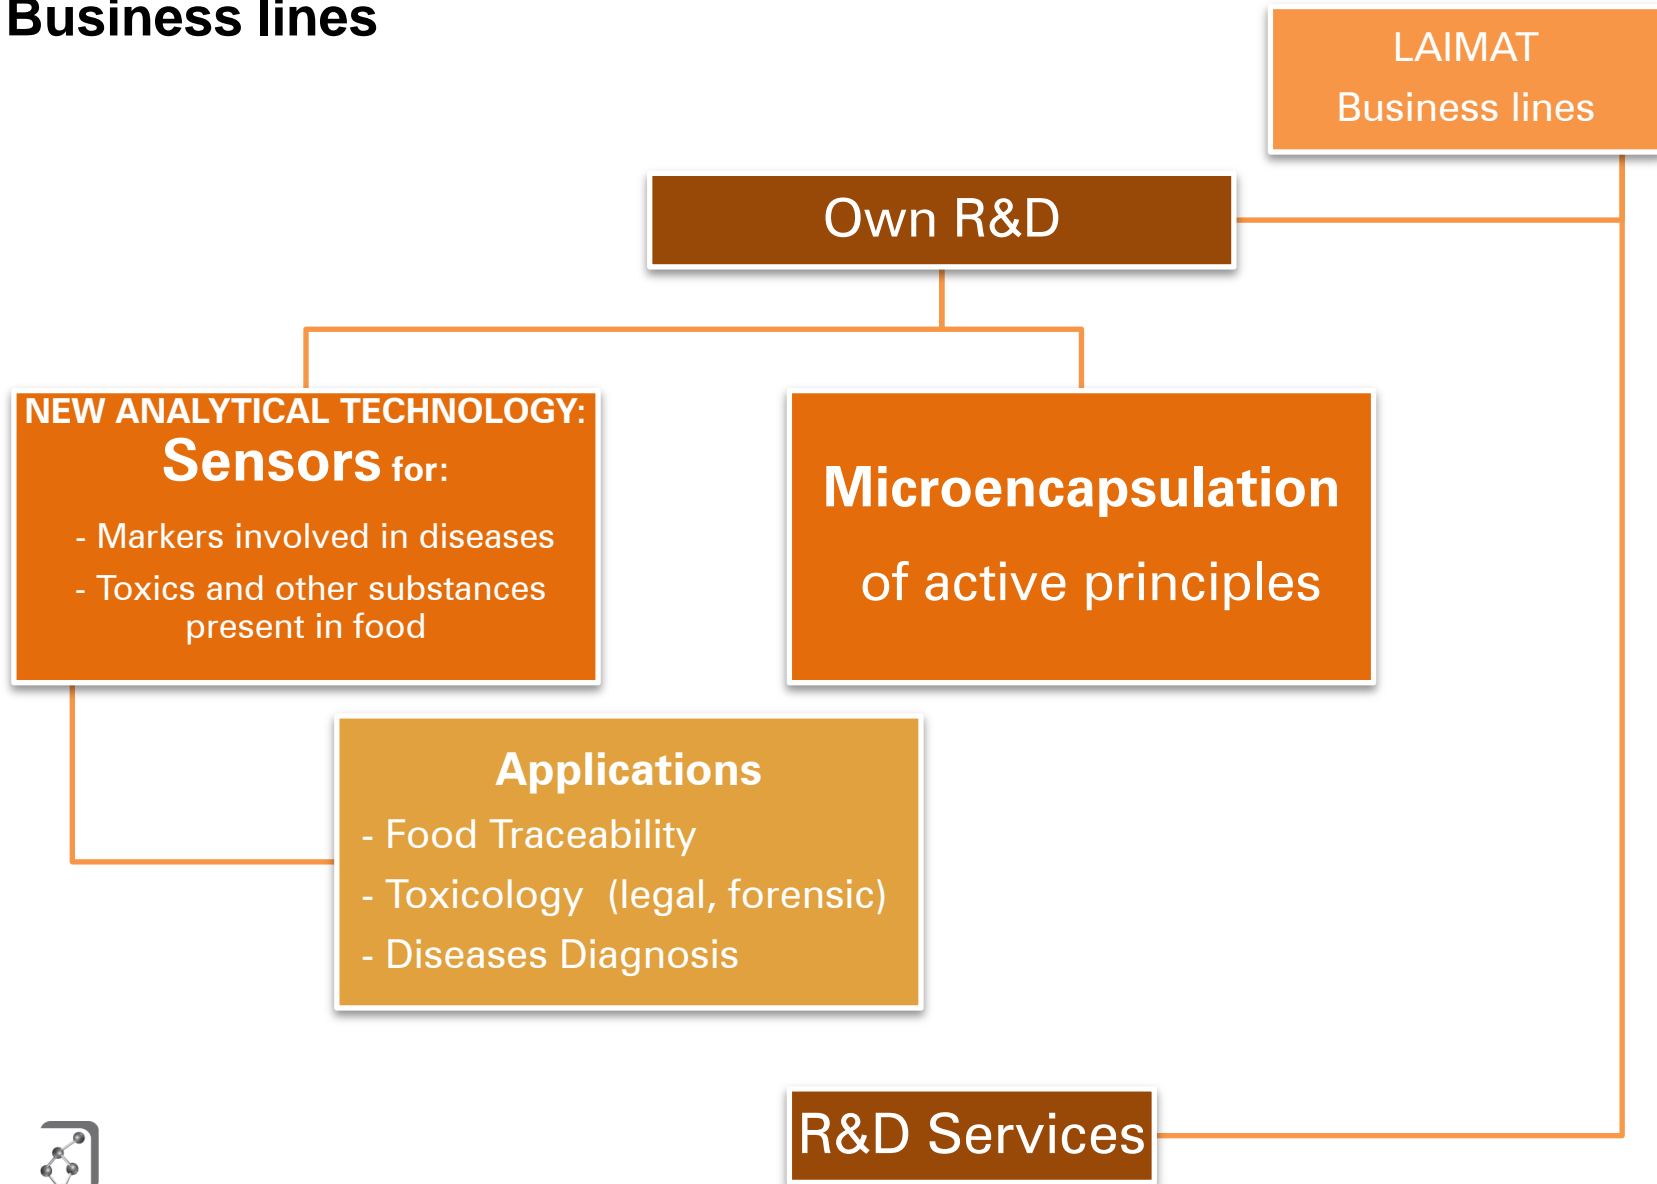 Business lines
LAIMAT
Business lines
Own R&D
NEW ANALYTICAL TECHNOLOGY:
Sensors for:
- Markers involved in diseases
- Toxics and other substances
present in food
Microencapsulation
of active principles
Applications
- Food Traceability
- Toxicology (legal, forensic)
- Diseases Diagnosis
R&D Services